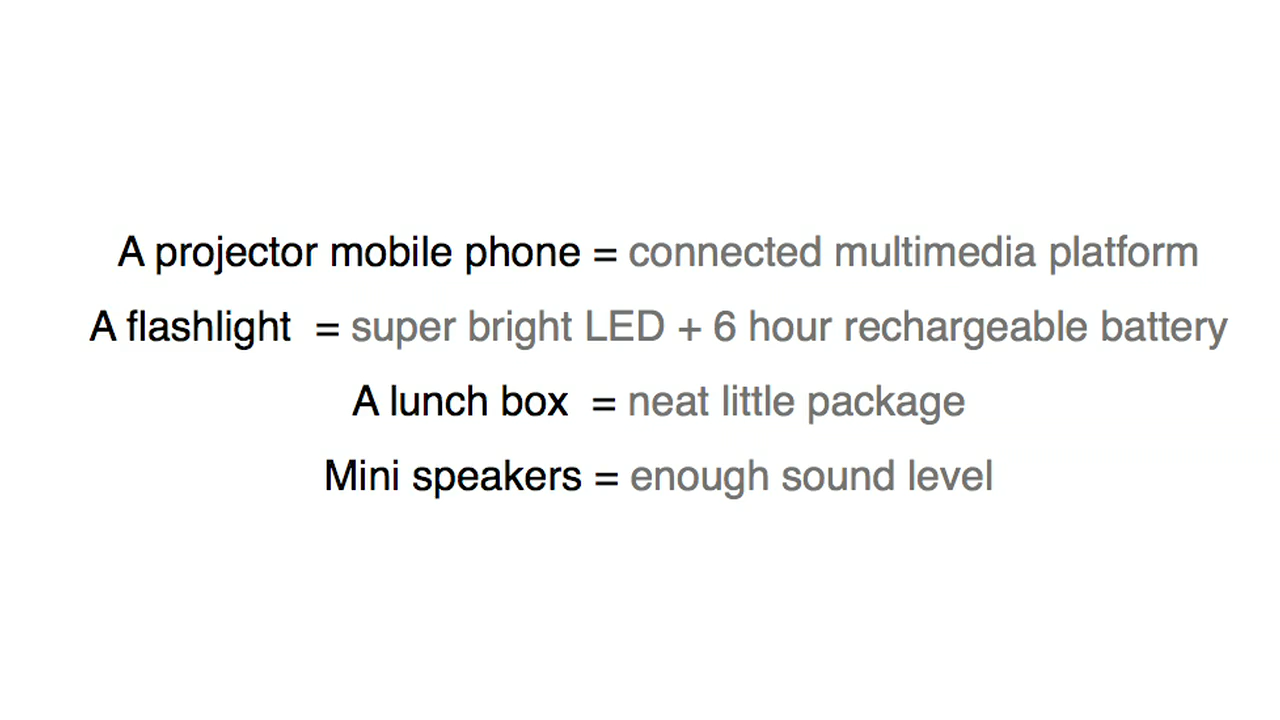 A projector mobile phone = connected multimedia platform
A flashlight = super bright LED + 6 hour rechargeable battery
A lunch box = neat little package
Mini speakers = enough sound level